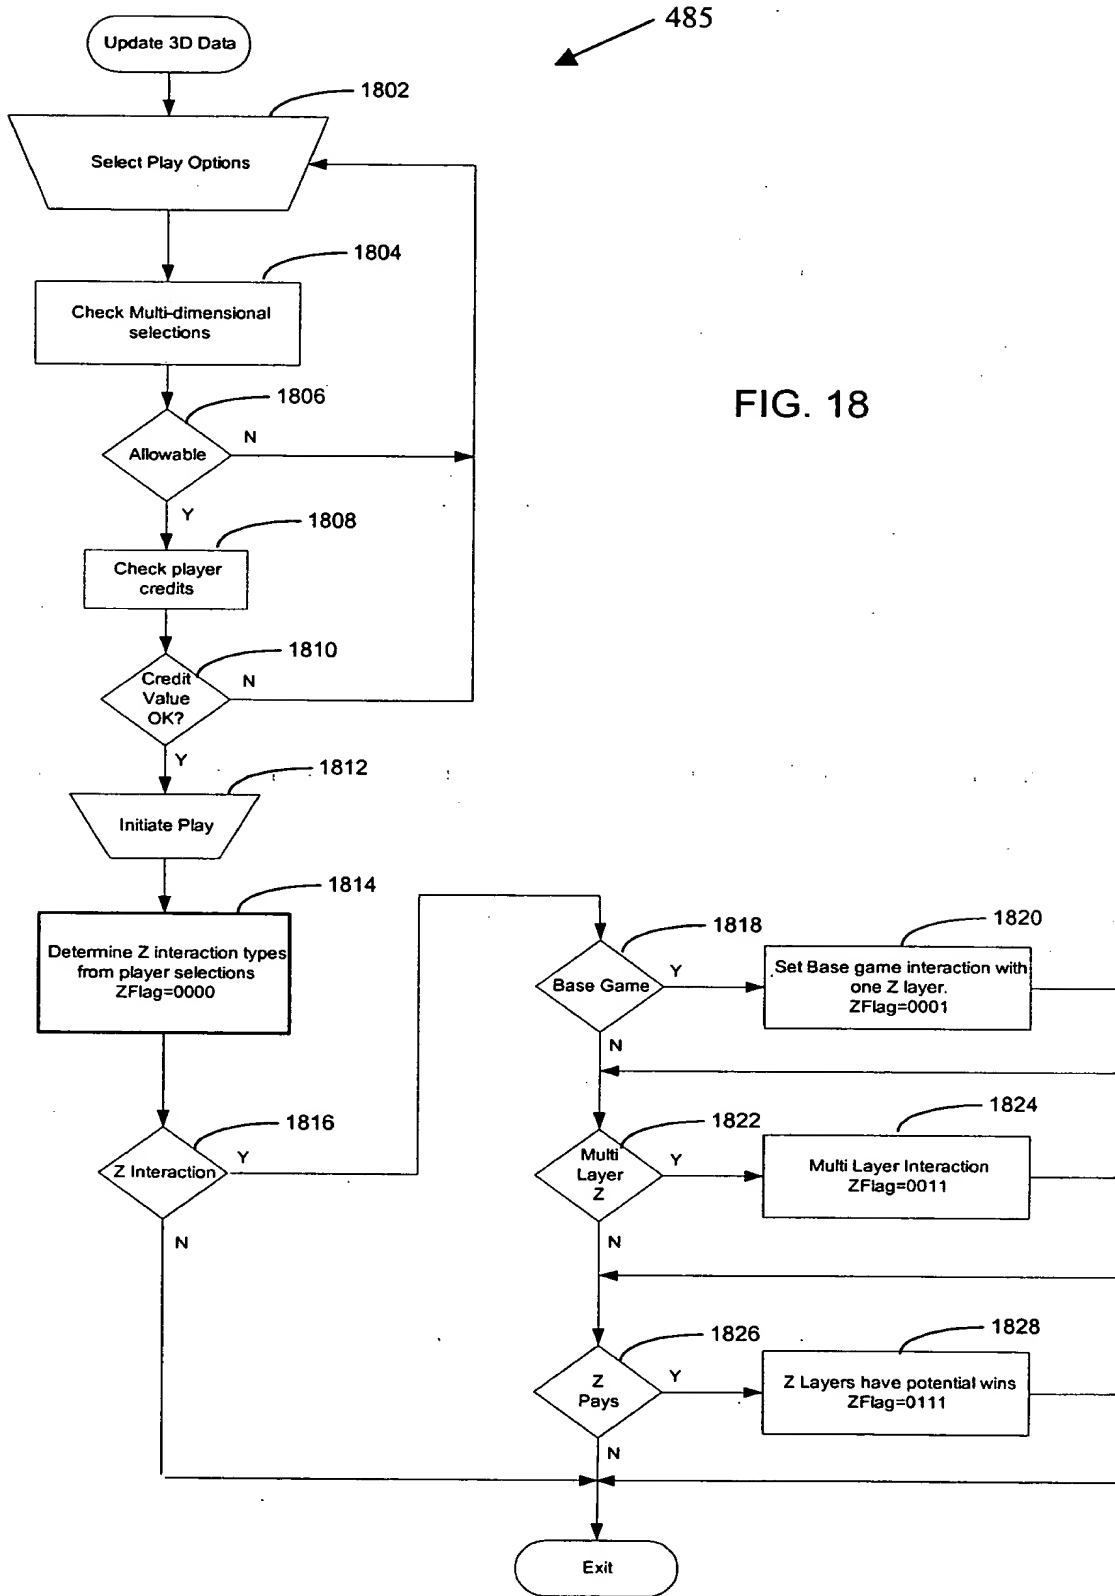 485
Update 3D Data
1802
Select Play Options
1804
Check Multi-dimensional
selections
FIG. 18
1806
Allowable
N
Y
1808
Check player
credits
1810
Credit
Value
OK?
N
Y
1812
Initiate Play
1814
Determine Z interaction types
from player selections
ZFlag=0000
1816
Z Interaction
Y
N
1818
Base Game
Y
N
1820
Set Base game interaction with
one Z layer.
ZFlag=0001
1822
Multi
Layer
Z
Y
N
1824
Multi Layer Interaction
ZFlag=0011
1826
Z
Pays
Y
N
1828
Z Layers have potential wins
ZFlag=0111
Exit